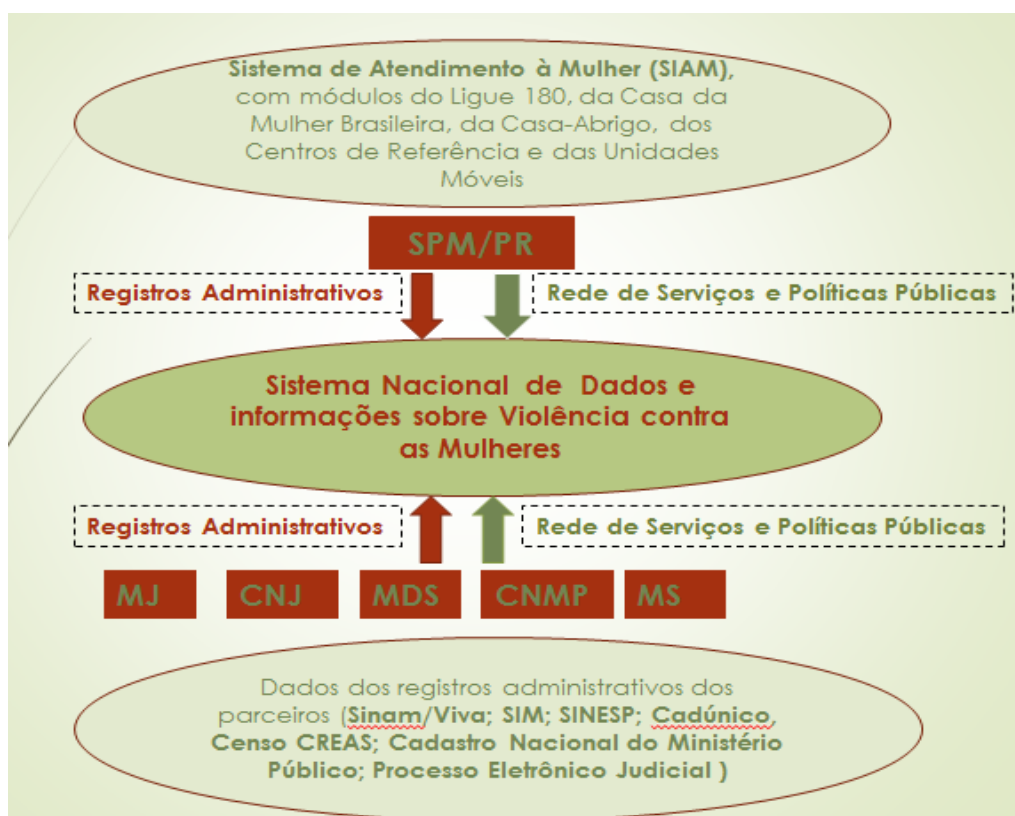 Sistema de Atendimento à Mulher (SIAM),
com módulos do Ligue 180, da Casa da
Mulher Brasileira, da Casa-Abrigo, dos
Centros de Referência e das Unidades
Móveis
SPM/PR
Registros Administrativos
Rede de Serviços e Políticas Públicas
Sistema Nacional de Dados e
informações sobre Violência contra
as Mulheres
Registros Administrativos
Rede de Serviços e Políticas Públicas
MJ
CNJ
MDS
CNMP
MS
Dados dos registros administrativos dos
parceiros (Sinam/Viva; SIM; SINESP; Cadúnico,
Censo CREAS; Cadastro Nacional do Ministério
Público; Processo Eletrônico Judicial )